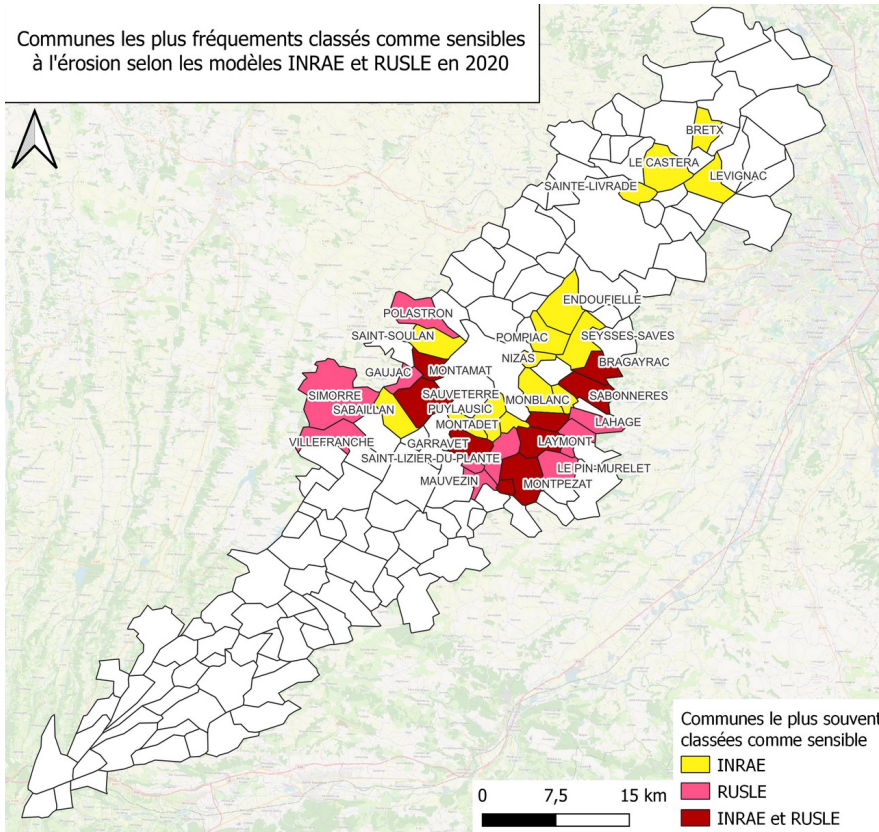 Communes les plus fréquements classés comme sensibles
à l'érosion selon les modèles INRAE et RUSLE en 2020
BRETX
LE CASTERA
LEVIGNAC
SAINTE-LIVRADE
ENDOUFIELLE
POLASTRON
SAINT-SOULAN
POMPIAC
SEYSSES-SAVES
NIZAS
BRAGAYRAC
GAUJAC
MONTAMAT
SIMORRE
SAUVETERRE
MONBLANC
SABONNERES
SABAILLAN
PUYLAUSIC
LAHAGE
MONTADET
VILLEFRANCHE
GARRAVET
LAYMONT
SAINT-LIZIER-DU-PLANTE
LE PIN-MURELET
MAUVEZIN
MONTPEZAT
Communes le plus souvent
classées comme sensible
INRAE
RUSLE
INRAE et RUSLE
0 7,5 15 km